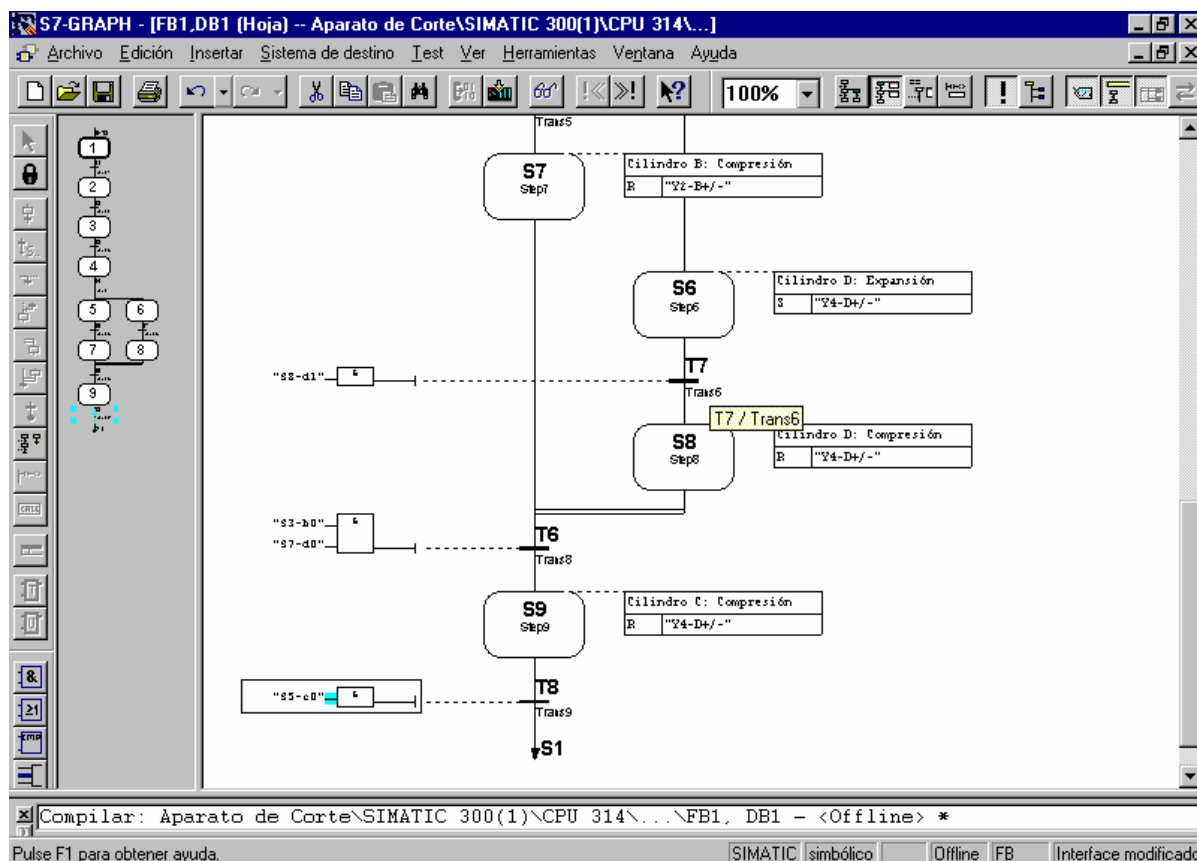 S7-GRAPH - [FB1,DB1 (Hoja) -- Aparato de Corte\SIMATIC 300(1)\CPU 314\...]
Archivo Edición Insertar Sistema de destino Test Ver Herramientas Ventana Ayuda
100%
Trans5
S7
Step7
Cilindro B: Compresión
R "Y2-B+/-"
S6
Step6
Cilindro D: Expansión
S "Y4-D+/-"
"S8-d1" &
T7
Trans6
T7 / Trans6
S8
Step8
Cilindro D: Compresión
R "Y4-D+/-"
"S3-b0" &
"S7-d0"
T6
Trans8
S9
Step9
Cilindro C: Compresión
R "Y4-D+/-"
"S5-c0" &
T8
Trans9
S1
1
2
3
4
5 6
7 8
9
CALL
&
≥1
CMP
Compilar: Aparato de Corte\SIMATIC 300(1)\CPU 314\...\FB1, DB1 - <Offline> *
Pulse F1 para obtener ayuda.
SIMATIC simbólico Offline FB Interface modificado